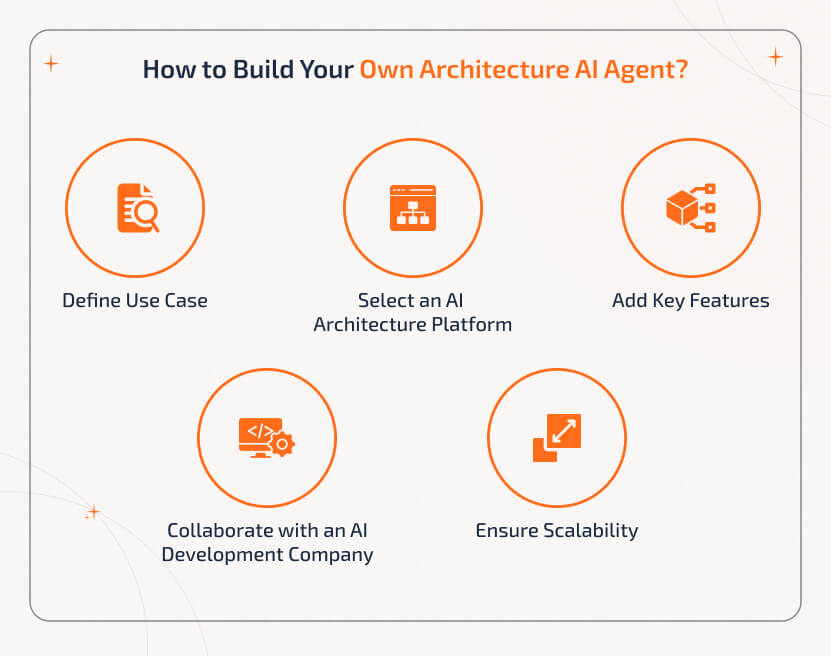 How to Build Your Own Architecture AI Agent?
Define Use Case
Select an AI
Architecture Platform
Add Key Features
</>
Collaborate with an AI
Development Company
Ensure Scalability